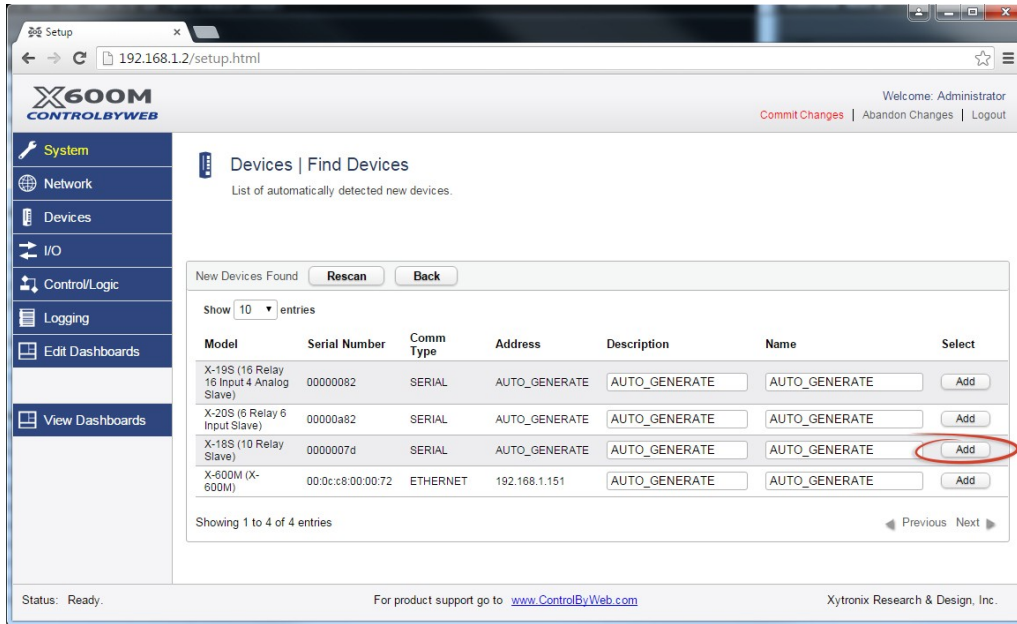 Setup
192.168.1.2/setup.html
X600M
CONTROLBYWEB
Welcome: Administrator
Commit Changes | Abandon Changes | Logout
System
Network
Devices
I/O
Control/Logic
Logging
Edit Dashboards
View Dashboards
Devices | Find Devices
List of automatically detected new devices.
New Devices Found Rescan Back
Show 10 entries
Model Serial Number Comm Type Address Description Name Select
X-19S (16 Relay 16 Input 4 Analog Slave) 00000082 SERIAL AUTO_GENERATE AUTO_GENERATE AUTO_GENERATE Add
X-20S (6 Relay 6 Input Slave) 00000a82 SERIAL AUTO_GENERATE AUTO_GENERATE AUTO_GENERATE Add
X-18S (10 Relay Slave) 0000007d SERIAL AUTO_GENERATE AUTO_GENERATE AUTO_GENERATE Add
X-600M (X-600M) 00:0c:c8:00:00:72 ETHERNET 192.168.1.151 AUTO_GENERATE AUTO_GENERATE Add
Showing 1 to 4 of 4 entries
Previous Next
Status: Ready.
For product support go to www.ControlByWeb.com
Xytronix Research & Design, Inc.